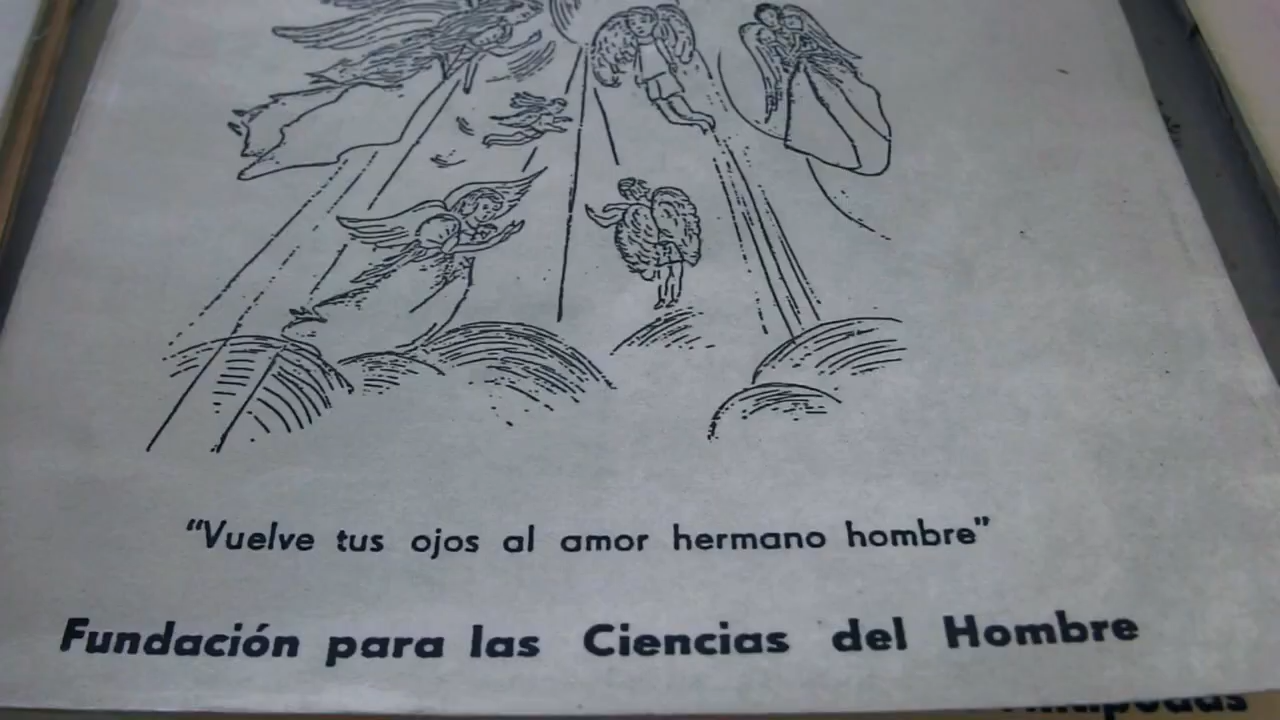 “Vuelve tus ojos al amor hermano hombre”
Fundación para las Ciencias del Hombre